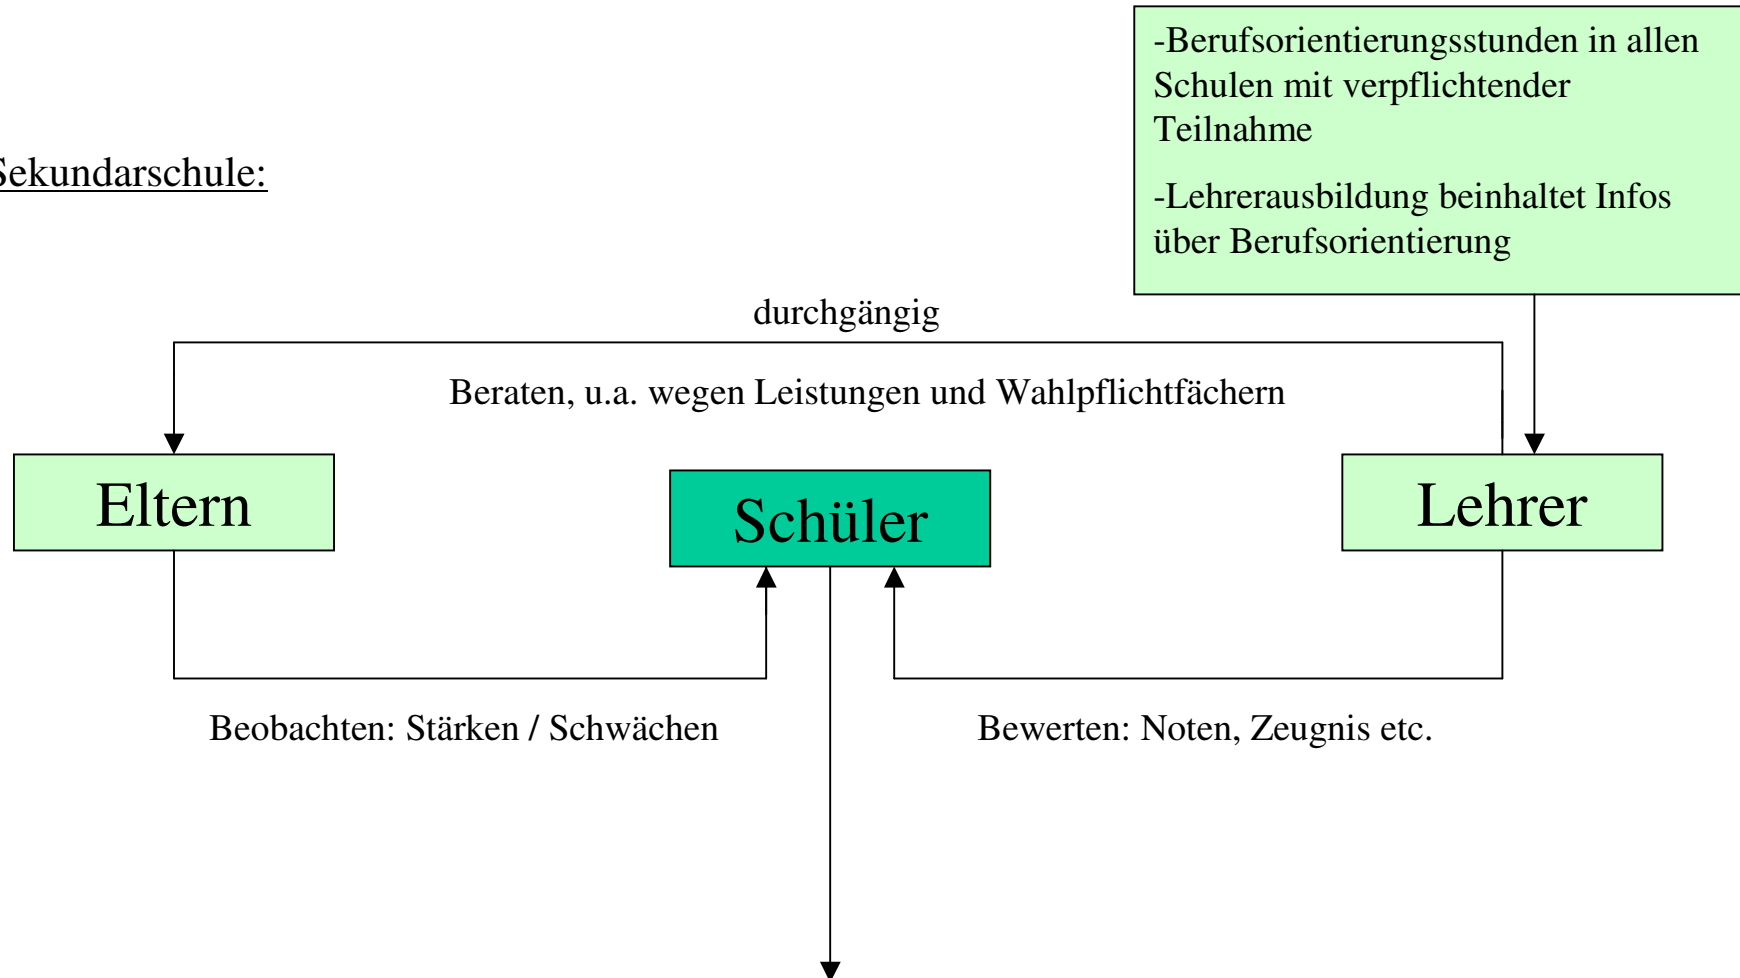 -Berufsorientierungsstunden in allen
Schulen mit verpflichtender
Teilnahme
-Lehrerausbildung beinhaltet Infos
über Berufsorientierung
Sekundarschule:
durchgängig
Beraten, u.a. wegen Leistungen und Wahlpflichtfächern
Eltern
Schüler
Lehrer
Beobachten: Stärken / Schwächen
Bewerten: Noten, Zeugnis etc.